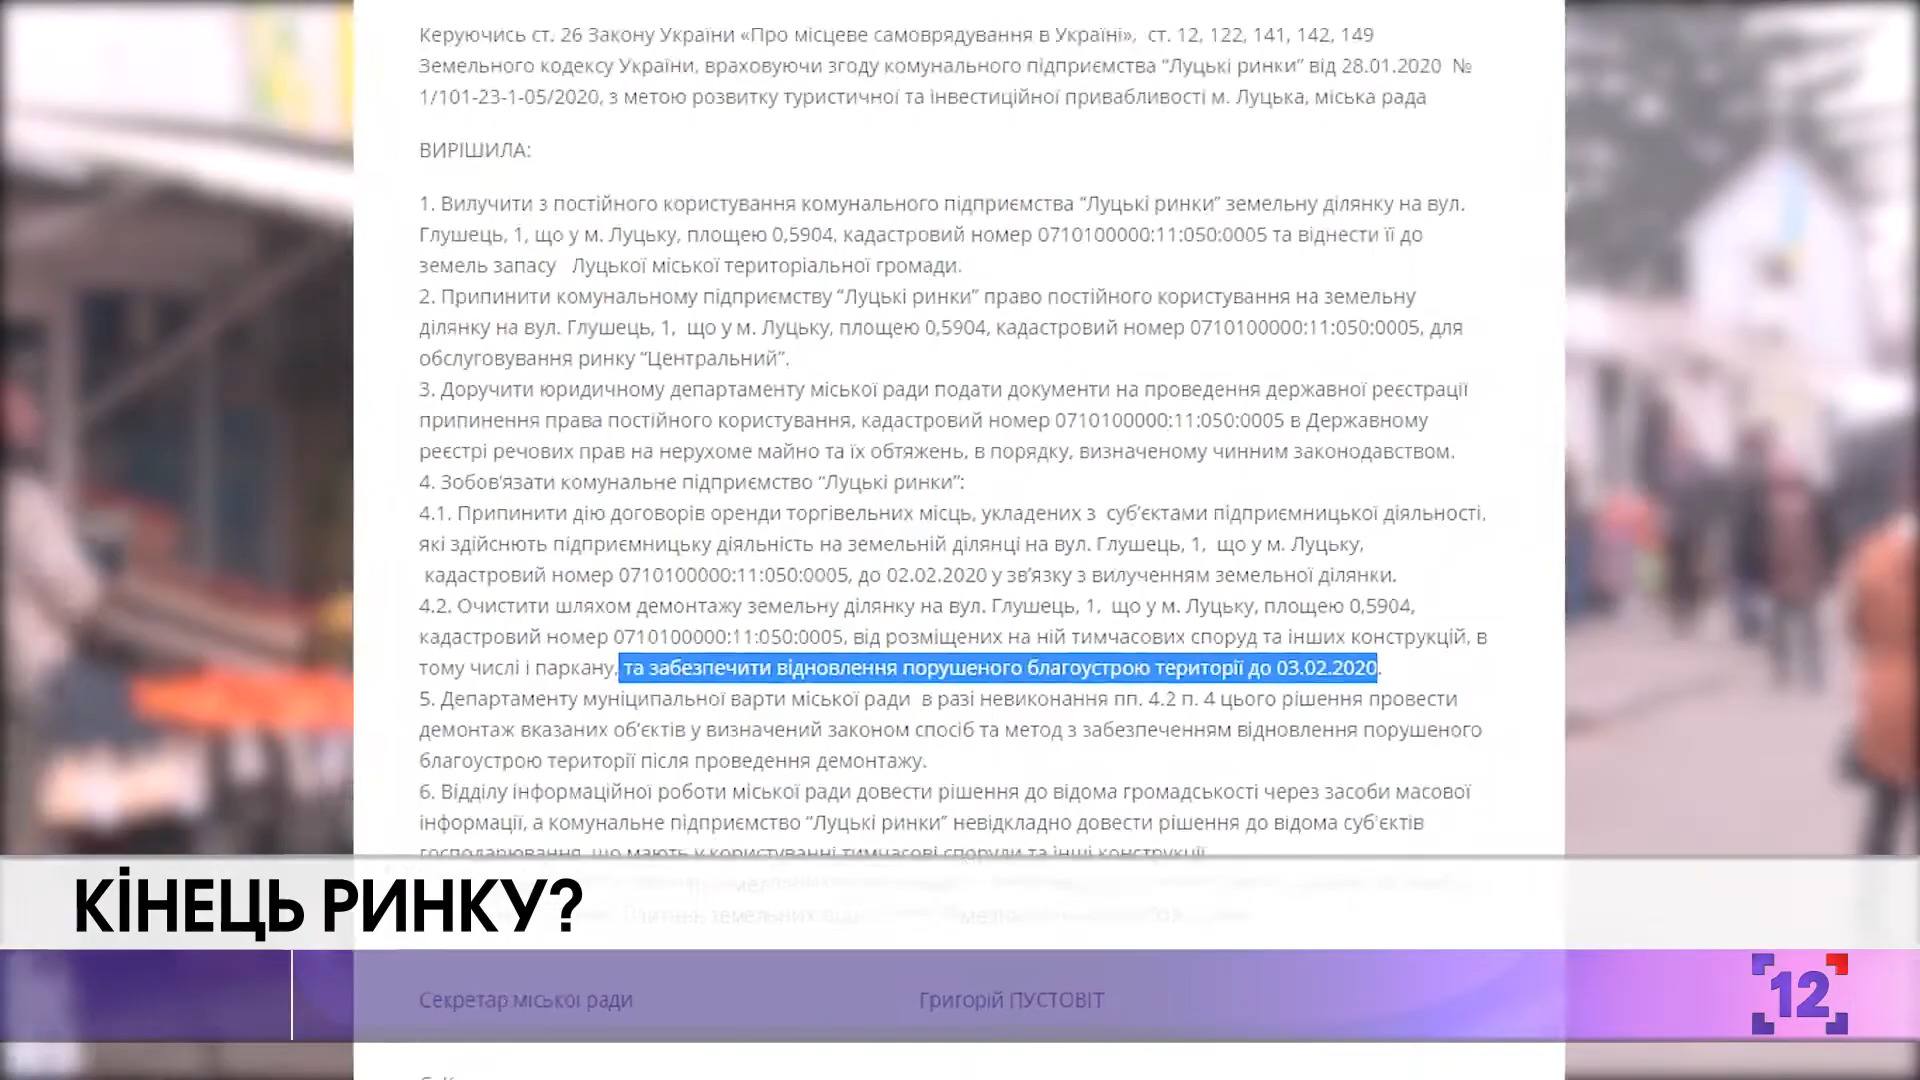 Керуючись ст. 26 Закону України «Про місцеве самоврядування в Україні», ст. 12, 122, 141, 142, 149
Земельного кодексу України, враховуючи згоду комунального підприємства “Луцькі ринки” від 28.01.2020 №
1/101-23-1-05/2020, з метою розвитку туристичної та інвестиційної привабливості м. Луцька, міська рада
ВИРІШИЛА:
1. Вилучити з постійного користування комунального підприємства “Луцькі ринки” земельну ділянку на вул.
Глушець, 1, що у м. Луцьку, площею 0,5904, кадастровий номер 0710100000:11:050:0005 та віднести її до
земель запасу Луцької міської територіальної громади.
2. Припинити комунальному підприємству “Луцькі ринки” право постійного користування на земельну
ділянку на вул. Глушець, 1, що у м. Луцьку, площею 0,5904, кадастровий номер 0710100000:11:050:0005, для
обслуговування ринку “Центральний”.
3. Доручити юридичному департаменту міської ради подати документи на проведення державної реєстрації
припинення права постійного користування, кадастровий номер 0710100000:11:050:0005 в Державному
реєстрі речових прав на нерухоме майно та їх обтяжень, в порядку, визначеному чинним законодавством.
4. Зобов’язати комунальне підприємство “Луцькі ринки”:
4.1. Припинити дію договорів оренди торгівельних місць, укладених з суб’єктами підприємницької діяльності,
які здійснють підприємницьку діяльність на земельній ділянці на вул. Глушець, 1, що у м. Луцьку,
кадастровий номер 0710100000:11:050:0005, до 02.02.2020 у зв’язку з вилученням земельної ділянки.
4.2. Очистити шляхом демонтажу земельну ділянку на вул. Глушець, 1, що у м. Луцьку, площею 0,5904,
кадастровий номер 0710100000:11:050:0005, від розміщених на ній тимчасових споруд та інших конструкцій, в
тому числі і паркану, та забезпечити відновлення порушеного благоустрою території до 03.02.2020.
5. Департаменту муніципальної варти міської ради в разі невиконання пп. 4.2 п. 4 цього рішення провести
демонтаж вказаних об’єктів у визначений законом спосіб та метод з забезпеченням відновлення порушеного
благоустрою території після проведення демонтажу.
6. Відділу інформаційної роботи міської ради довести рішення до відома громадськості через засоби масової
інформації, а комунальне підприємство “Луцькі ринки” невідкладно довести рішення до відома суб’єктів
господарювання, що мають у користуванні тимчасові споруди та інші конструкції.
КІНЕЦЬ РИНКУ?
Секретар міської ради Григорій ПУСТОВІТ
12